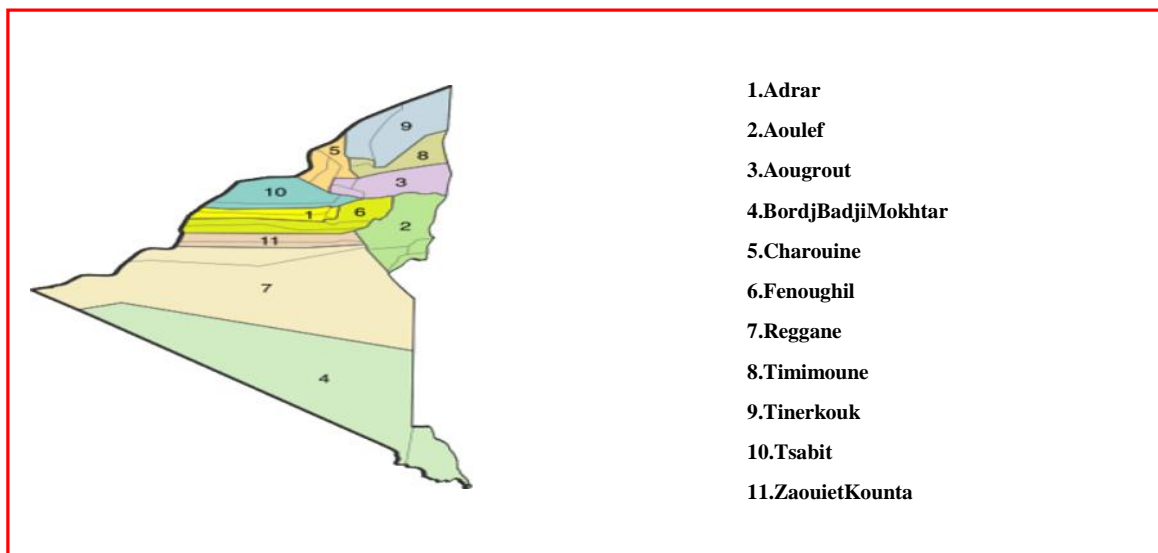 9
5
8
3
10
1
6
2
11
7
4
1.Adrar
2.Aoulef
3.Aougrout
4.BordjBadjiMokhtar
5.Charouine
6.Fenoughil
7.Reggane
8.Timimoune
9.Tinerkouk
10.Tsabit
11.ZaouietKounta